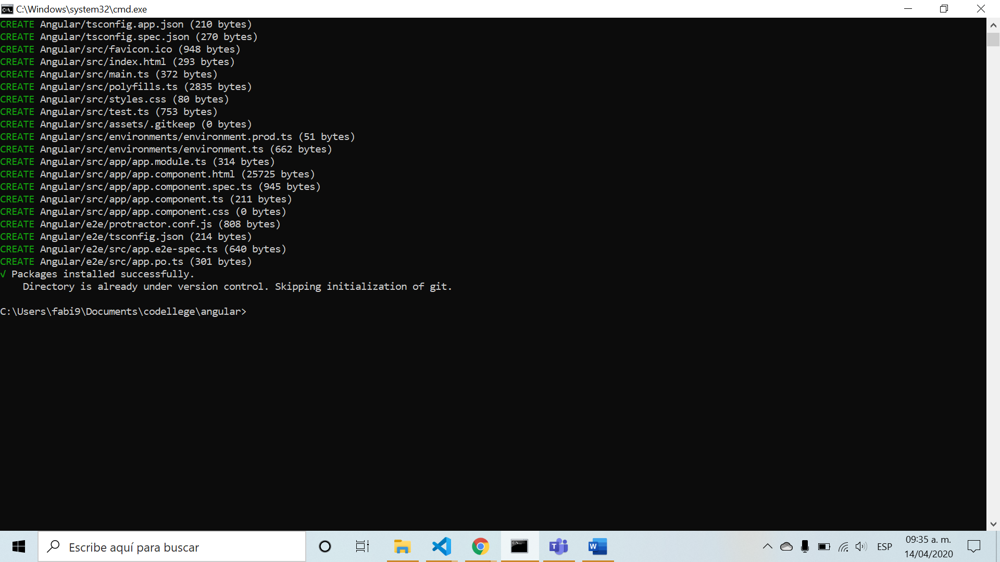 C:\Windows\system32\cmd.exe
CREATE Angular/tsconfig.app.json (210 bytes)
CREATE Angular/tsconfig.spec.json (270 bytes)
CREATE Angular/src/favicon.ico (948 bytes)
CREATE Angular/src/index.html (293 bytes)
CREATE Angular/src/main.ts (372 bytes)
CREATE Angular/src/polyfills.ts (2835 bytes)
CREATE Angular/src/styles.css (80 bytes)
CREATE Angular/src/test.ts (753 bytes)
CREATE Angular/src/assets/.gitkeep (0 bytes)
CREATE Angular/src/environments/environment.prod.ts (51 bytes)
CREATE Angular/src/environments/environment.ts (662 bytes)
CREATE Angular/src/app/app.module.ts (314 bytes)
CREATE Angular/src/app/app.component.html (25725 bytes)
CREATE Angular/src/app/app.component.spec.ts (945 bytes)
CREATE Angular/src/app/app.component.ts (211 bytes)
CREATE Angular/src/app/app.component.css (0 bytes)
CREATE Angular/e2e/protractor.conf.js (808 bytes)
CREATE Angular/e2e/tsconfig.json (214 bytes)
CREATE Angular/e2e/src/app.e2e-spec.ts (640 bytes)
CREATE Angular/e2e/src/app.po.ts (301 bytes)
√ Packages installed successfully.
Directory is already under version control. Skipping initialization of git.
C:\Users\fabi9\Documents\codellege\angular>
Escribe aquí para buscar
ESP
09:35 a. m.
14/04/2020